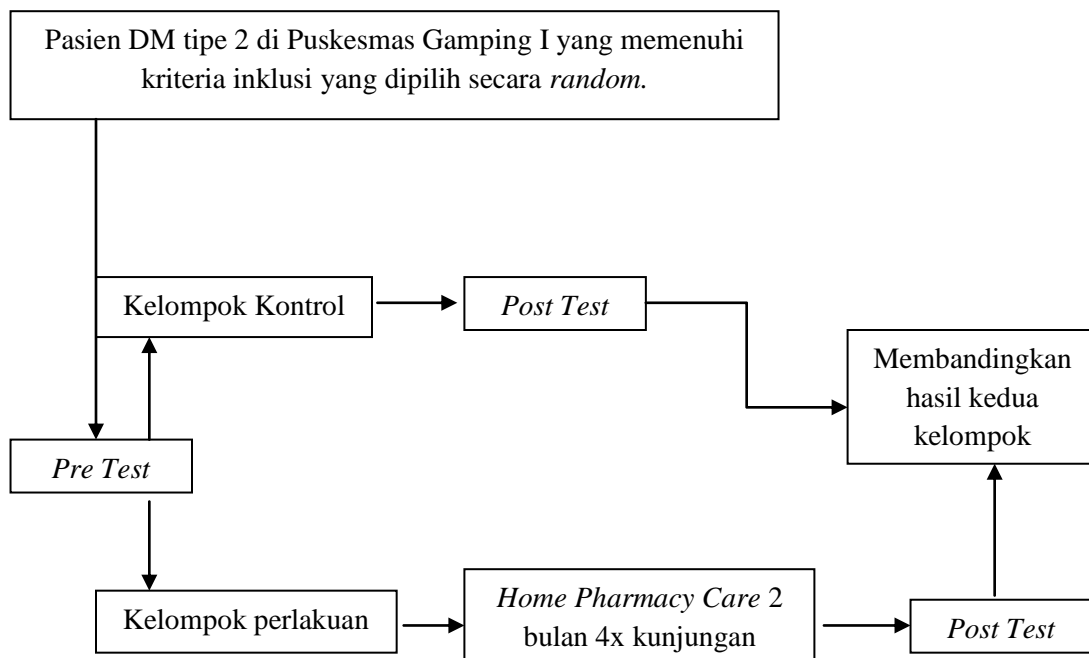 Pasien DM tipe 2 di Puskesmas Gamping I yang memenuhi
kriteria inklusi yang dipilih secara random.
Kelompok Kontrol
Post Test
Membandingkan
hasil kedua
kelompok
Pre Test
Kelompok perlakuan
Home Pharmacy Care 2
bulan 4x kunjungan
Post Test